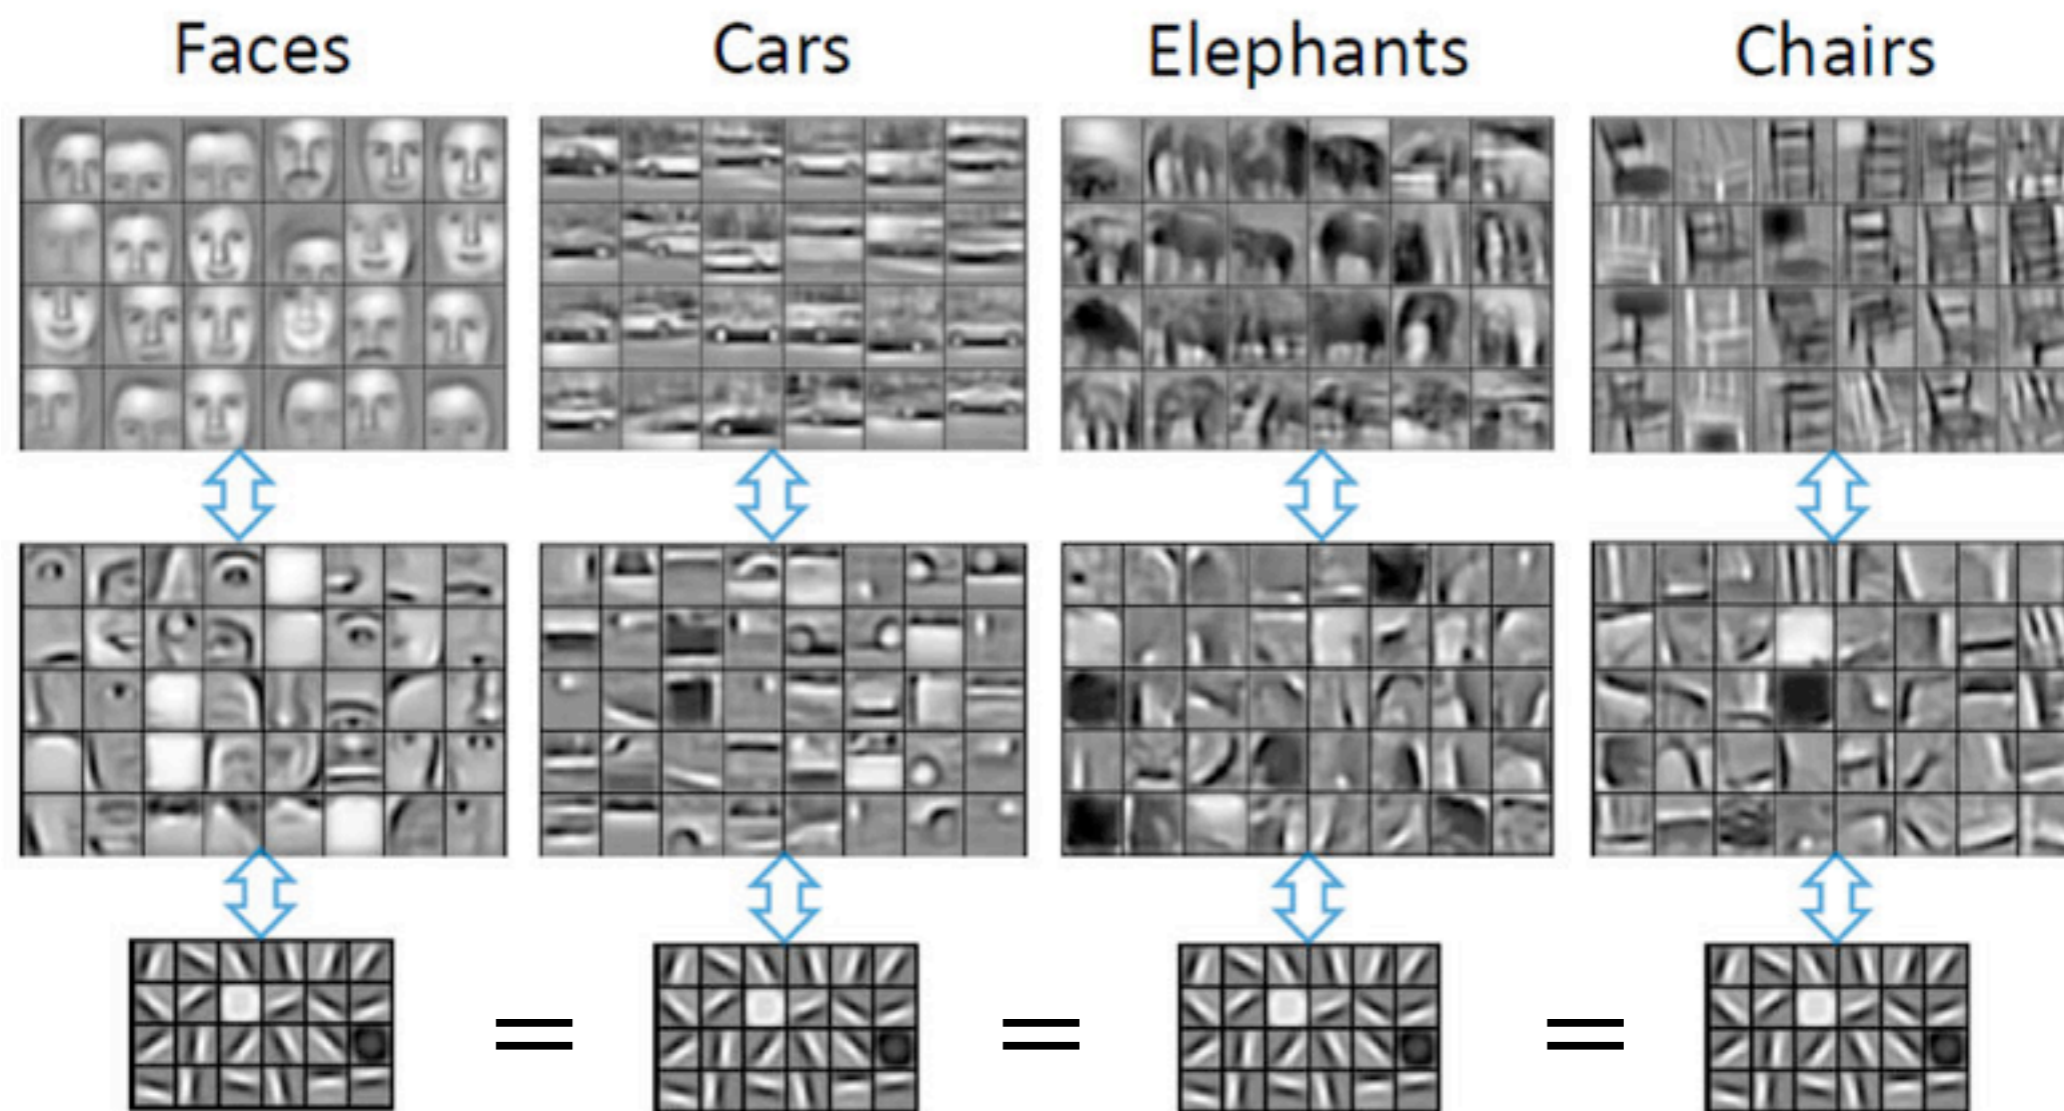 Faces
Cars
Elephants
Chairs
= = =